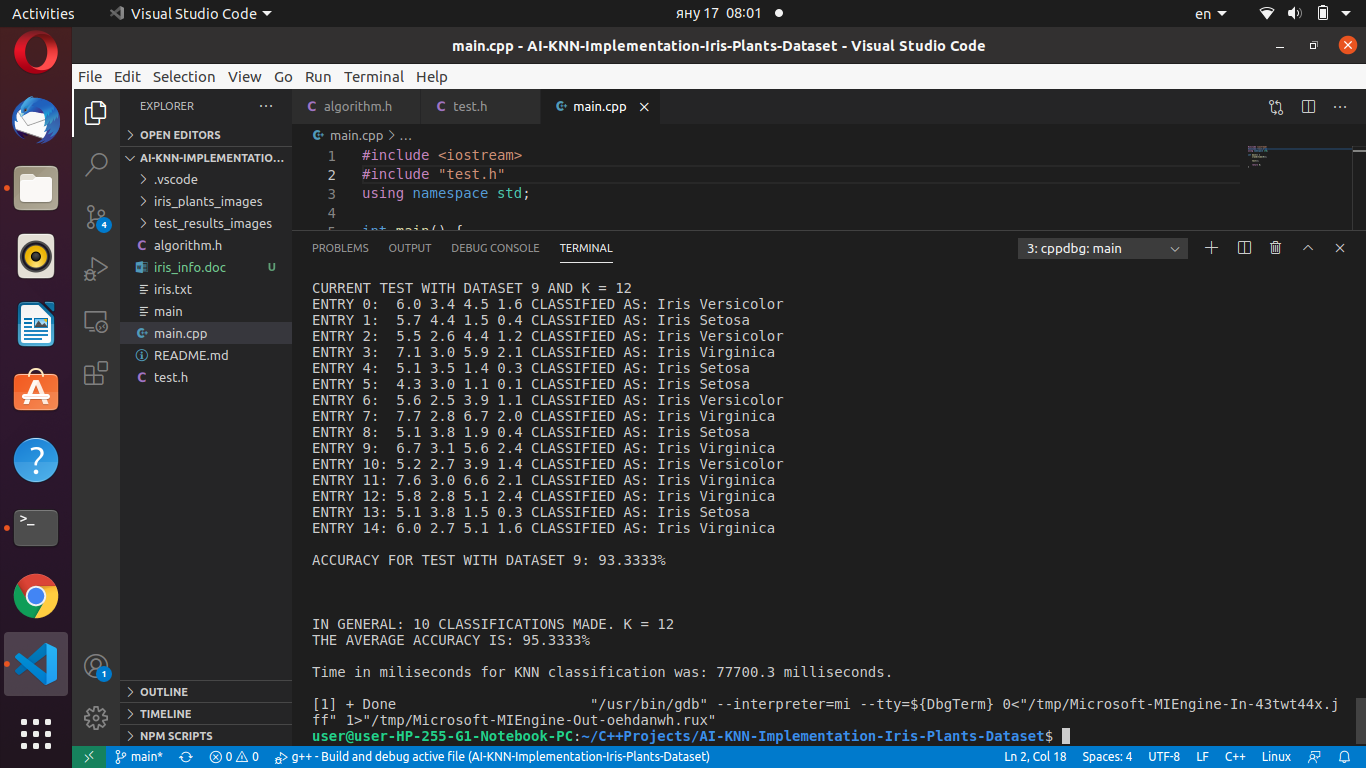 Activities
Visual Studio Code
яну 17 08:01
en
main.cpp - AI-KNN-Implementation-Iris-Plants-Dataset - Visual Studio Code
File Edit Selection View Go Run Terminal Help
EXPLORER
OPEN EDITORS
AI-KNN-IMPLEMENTATIO...
.vscode
iris_plants_images
test_results_images
algorithm.h
iris_info.doc U
iris.txt
main
main.cpp
README.md
test.h
OUTLINE
TIMELINE
NPM SCRIPTS
4
1
algorithm.h test.h main.cpp
main.cpp > ...
1 #include <iostream>
2 #include "test.h"
3 using namespace std;
4
5 int main() {
PROBLEMS OUTPUT DEBUG CONSOLE TERMINAL
3: cppdbg: main
CURRENT TEST WITH DATASET 9 AND K = 12
ENTRY 0:  6.0 3.4 4.5 1.6 CLASSIFIED AS: Iris Versicolor
ENTRY 1:  5.7 4.4 1.5 0.4 CLASSIFIED AS: Iris Setosa
ENTRY 2:  5.5 2.6 4.4 1.2 CLASSIFIED AS: Iris Versicolor
ENTRY 3:  7.1 3.0 5.9 2.1 CLASSIFIED AS: Iris Virginica
ENTRY 4:  5.1 3.5 1.4 0.3 CLASSIFIED AS: Iris Setosa
ENTRY 5:  4.3 3.0 1.1 0.1 CLASSIFIED AS: Iris Setosa
ENTRY 6:  5.6 2.5 3.9 1.1 CLASSIFIED AS: Iris Versicolor
ENTRY 7:  7.7 2.8 6.7 2.0 CLASSIFIED AS: Iris Virginica
ENTRY 8:  5.1 3.8 1.9 0.4 CLASSIFIED AS: Iris Setosa
ENTRY 9:  6.7 3.1 5.6 2.4 CLASSIFIED AS: Iris Virginica
ENTRY 10: 5.2 2.7 3.9 1.4 CLASSIFIED AS: Iris Versicolor
ENTRY 11: 7.6 3.0 6.6 2.1 CLASSIFIED AS: Iris Virginica
ENTRY 12: 5.8 2.8 5.1 2.4 CLASSIFIED AS: Iris Virginica
ENTRY 13: 5.1 3.8 1.5 0.3 CLASSIFIED AS: Iris Setosa
ENTRY 14: 6.0 2.7 5.1 1.6 CLASSIFIED AS: Iris Virginica
ACCURACY FOR TEST WITH DATASET 9: 93.3333%
IN GENERAL: 10 CLASSIFICATIONS MADE. K = 12
THE AVERAGE ACCURACY IS: 95.3333%
Time in miliseconds for KNN classification was: 77700.3 milliseconds.
[1] + Done                       "/usr/bin/gdb" --interpreter=mi --tty=${DbgTerm} 0<"/tmp/Microsoft-MIEngine-In-43twt44x.j
ff" 1>"/tmp/Microsoft-MIEngine-Out-oehdanwh.rux"
user@user-HP-255-G1-Notebook-PC:~/C++Projects/AI-KNN-Implementation-Iris-Plants-Dataset$
main* 0 0 g++ - Build and debug active file (AI-KNN-Implementation-Iris-Plants-Dataset) Ln 2, Col 18 Spaces: 4 UTF-8 LF C++ Linux